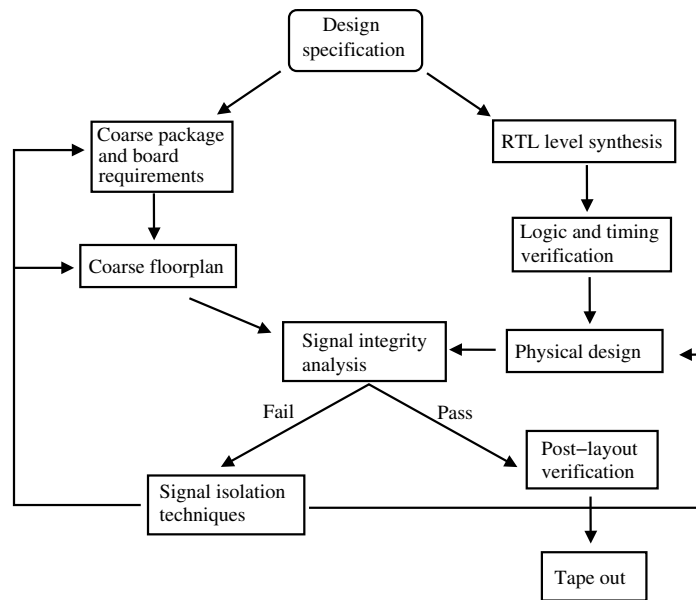 Design
specification
Coarse package
and board
requirements
RTL level synthesis
Logic and timing
verification
Coarse floorplan
Signal integrity
analysis
Physical design
Fail
Pass
Post−layout
verification
Signal isolation
techniques
Tape out